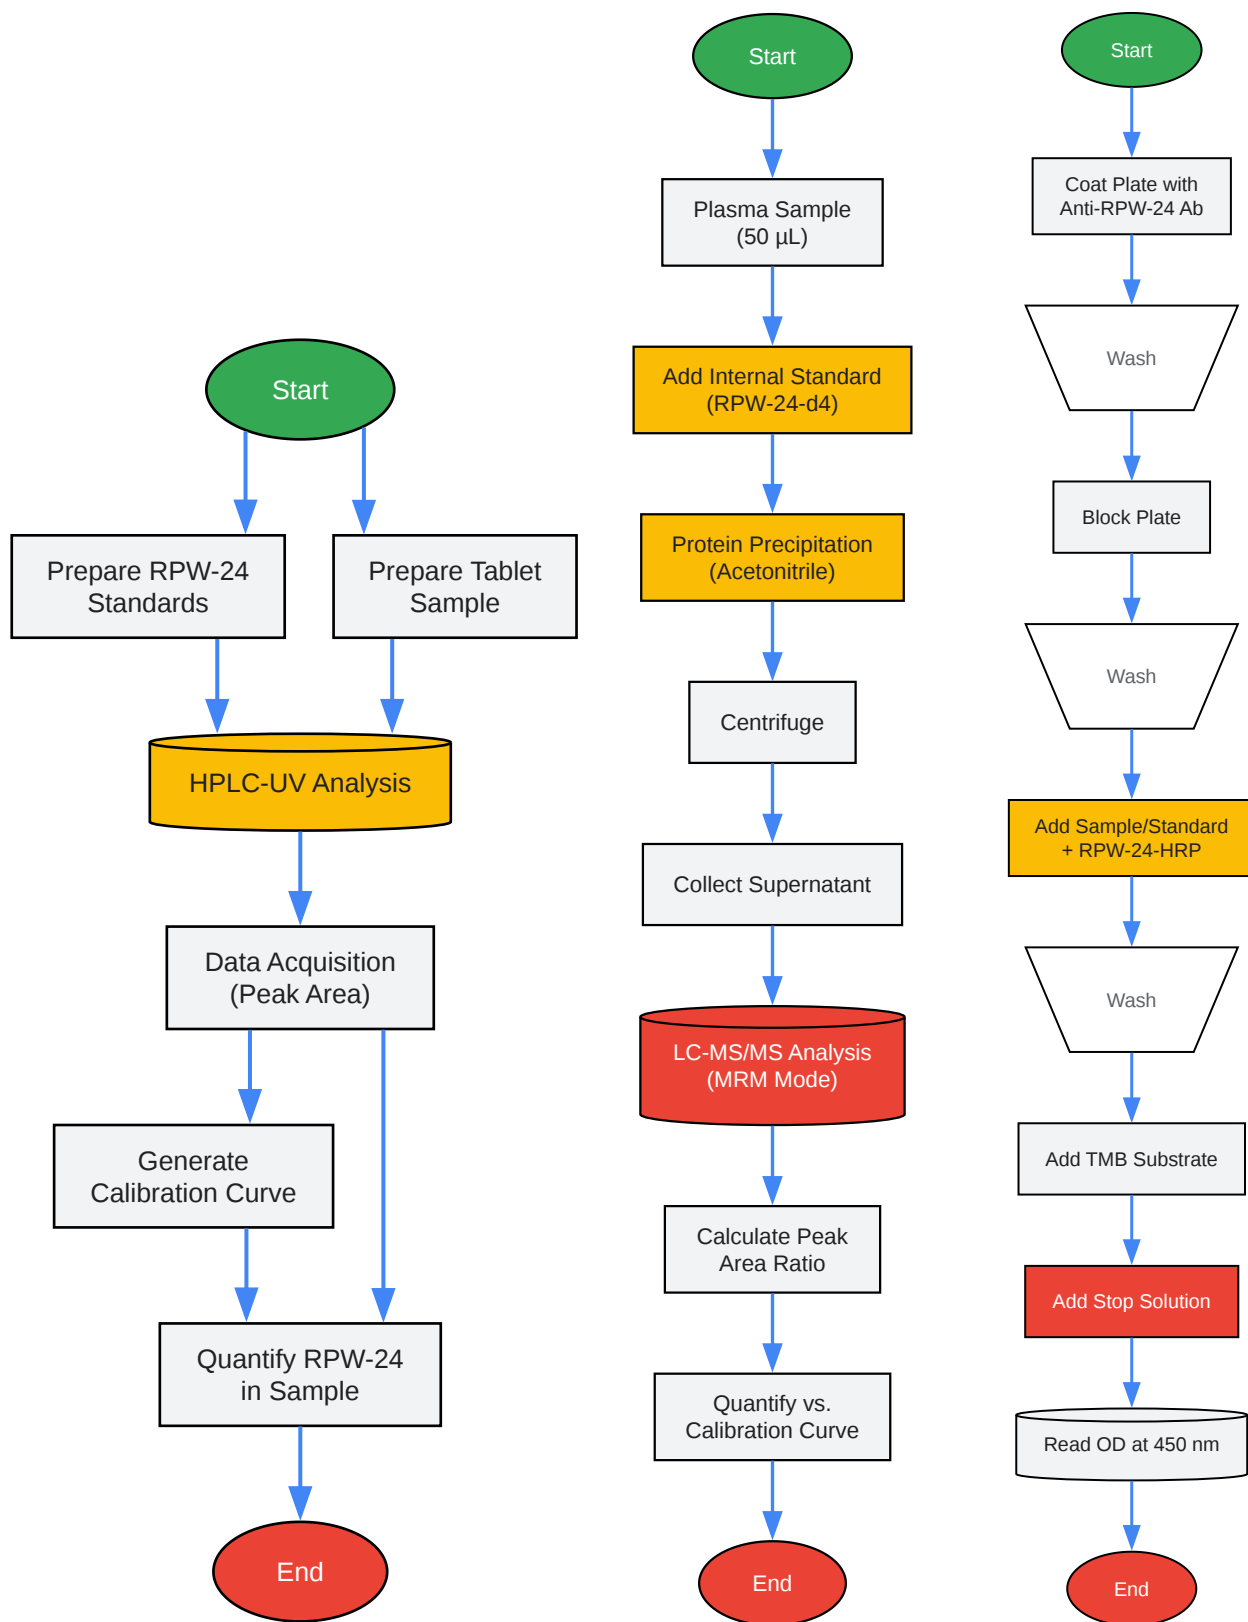 Start
Prepare RPW-24
Standards
Prepare Tablet
Sample
HPLC-UV Analysis
Data Acquisition
(Peak Area)
Generate
Calibration Curve
Quantify RPW-24
in Sample
End
Start
Plasma Sample
(50 µL)
Add Internal Standard
(RPW-24-d4)
Protein Precipitation
(Acetonitrile)
Centrifuge
Collect Supernatant
LC-MS/MS Analysis
(MRM Mode)
Calculate Peak
Area Ratio
Quantify vs.
Calibration Curve
End
Start
Coat Plate with
Anti-RPW-24 Ab
Wash
Block Plate
Wash
Add Sample/Standard
+ RPW-24-HRP
Wash
Add TMB Substrate
Add Stop Solution
Read OD at 450 nm
End